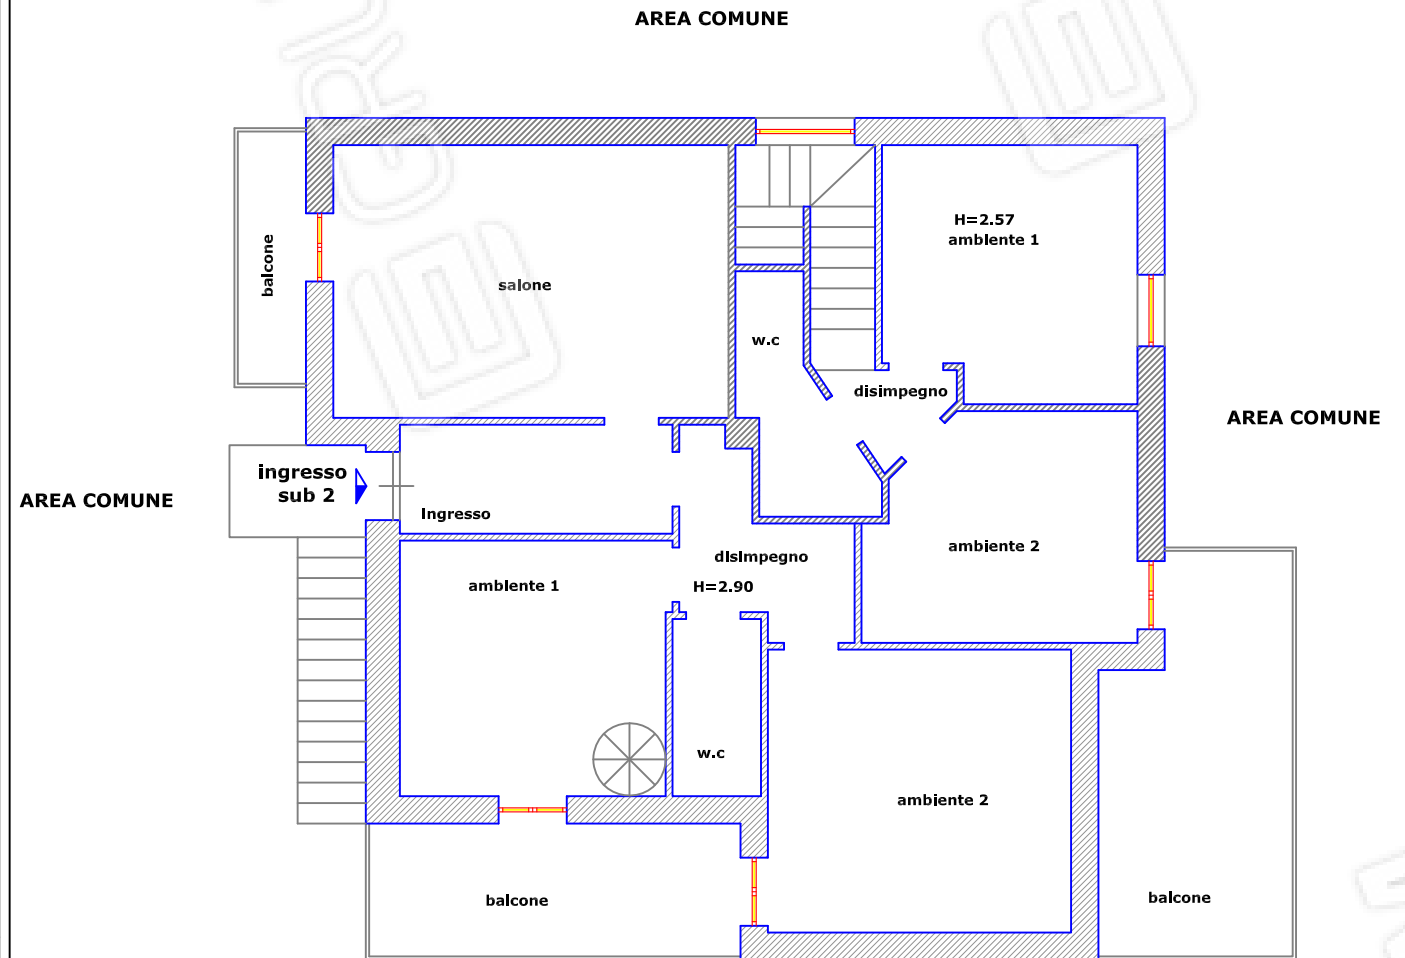 AREA COMUNE
H=2.57
ambiente 1
balcone
salone
w.c
disimpegno
AREA COMUNE
ingresso
sub 2
AREA COMUNE
Ingresso
disimpegno
ambiente 2
ambiente 1
H=2.90
w.c
ambiente 2
balcone
balcone